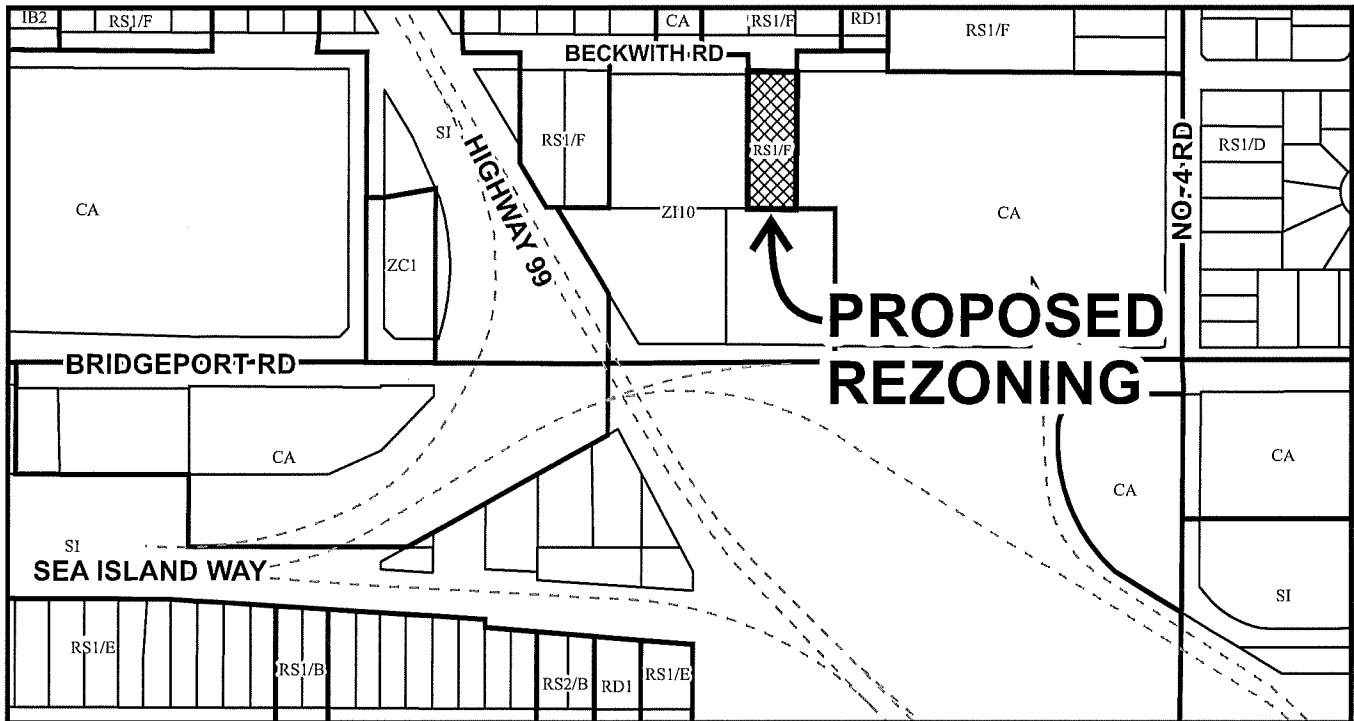 IB2
RS1/F
CA
RS1/F
RD1
RS1/F
BECKWITH RD
SI
HIGHWAY 99
RS1/F
RS1/F
NO. 4 RD
RS1/D
CA
ZI10
CA
ZC1
PROPOSED
REZONING
BRIDGEPORT RD
CA
CA
CA
SI
SEA ISLAND WAY
SI
RS1/E
RS1/B
RS2/B
RD1
RS1/E